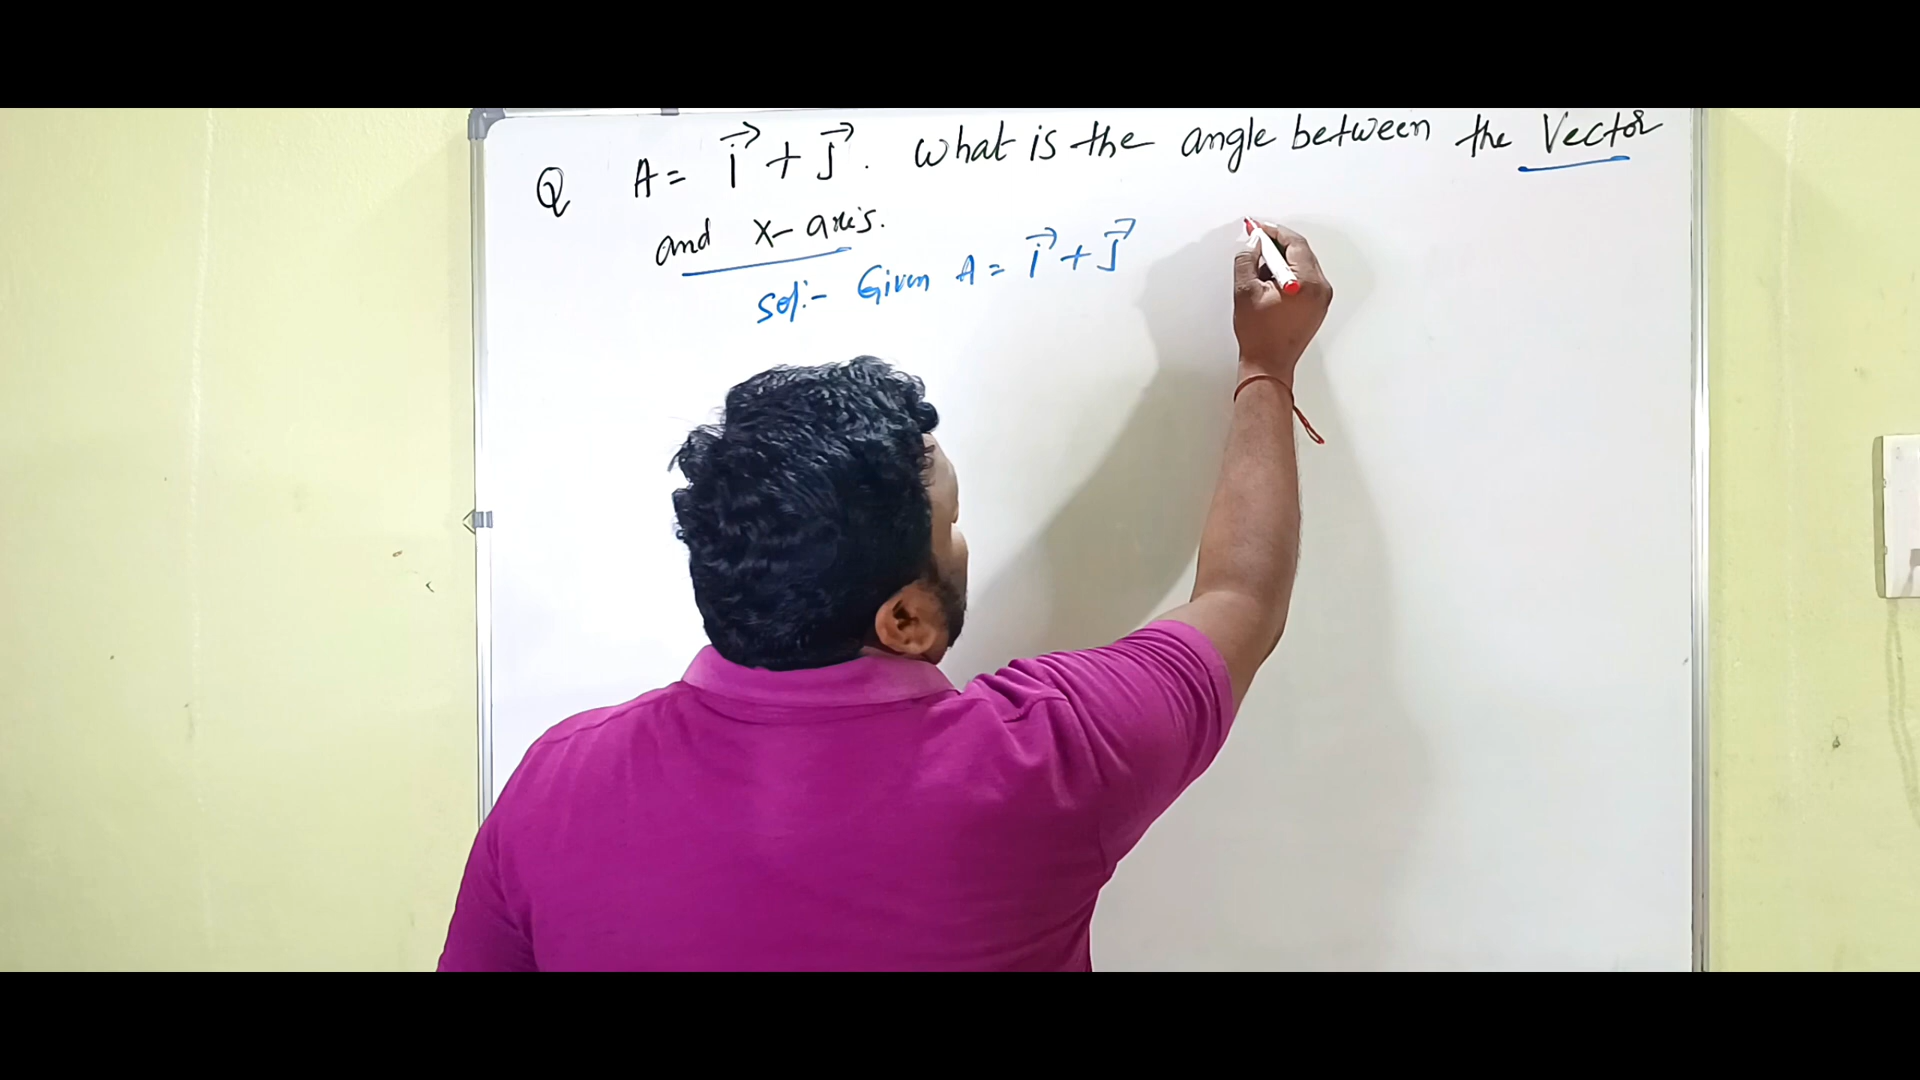 Q A = i⃗ + j⃗. What is the angle between the Vector
and x-axis.
Sol:- Given A = i⃗ + j⃗